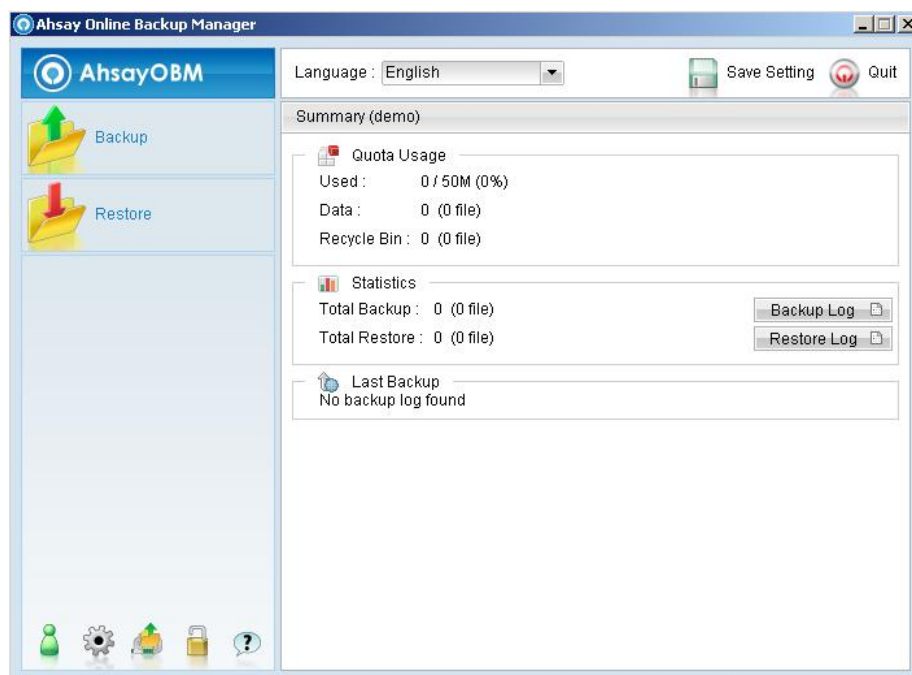 Ahsay Online Backup Manager
AhsayOBM
Backup
Restore
Language : English
Save Setting
Quit
Summary (demo)
Quota Usage
Used : 0 / 50M (0%)
Data : 0 (0 file)
Recycle Bin : 0 (0 file)
Statistics
Total Backup : 0 (0 file)
Backup Log
Total Restore : 0 (0 file)
Restore Log
Last Backup
No backup log found
?